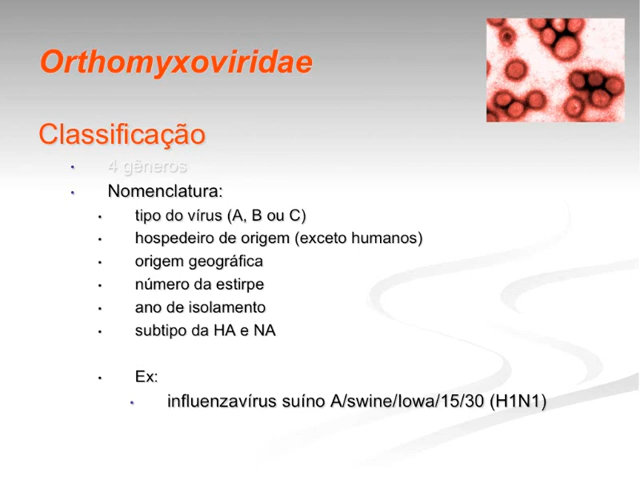 Orthomyxoviridae
Classificação
• 4 gêneros
• Nomenclatura:
• tipo do vírus (A, B ou C)
• hospedeiro de origem (exceto humanos)
• origem geográfica
• número da estirpe
• ano de isolamento
• subtipo da HA e NA
• Ex:
• influenzavírus suíno A/swine/Iowa/15/30 (H1N1)